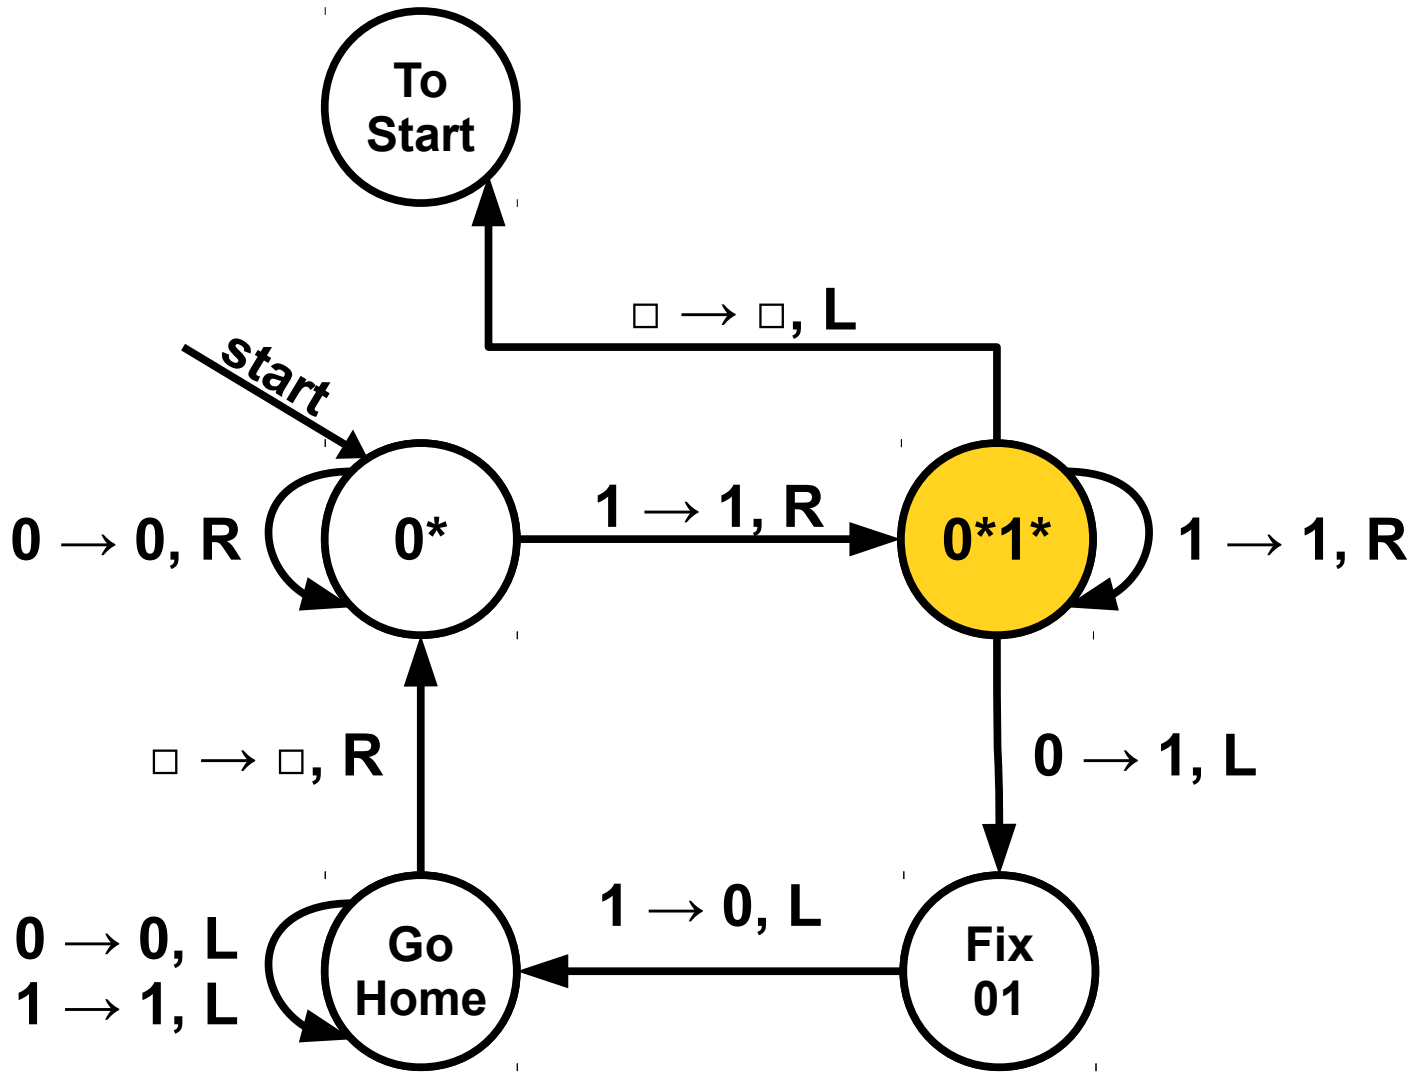 To
Start
□ → □, L
start
0 → 0, R
0*
1 → 1, R
0*1*
1 → 1, R
□ → □, R
0 → 1, L
0 → 0, L
1 → 1, L
Go
Home
1 → 0, L
Fix
01